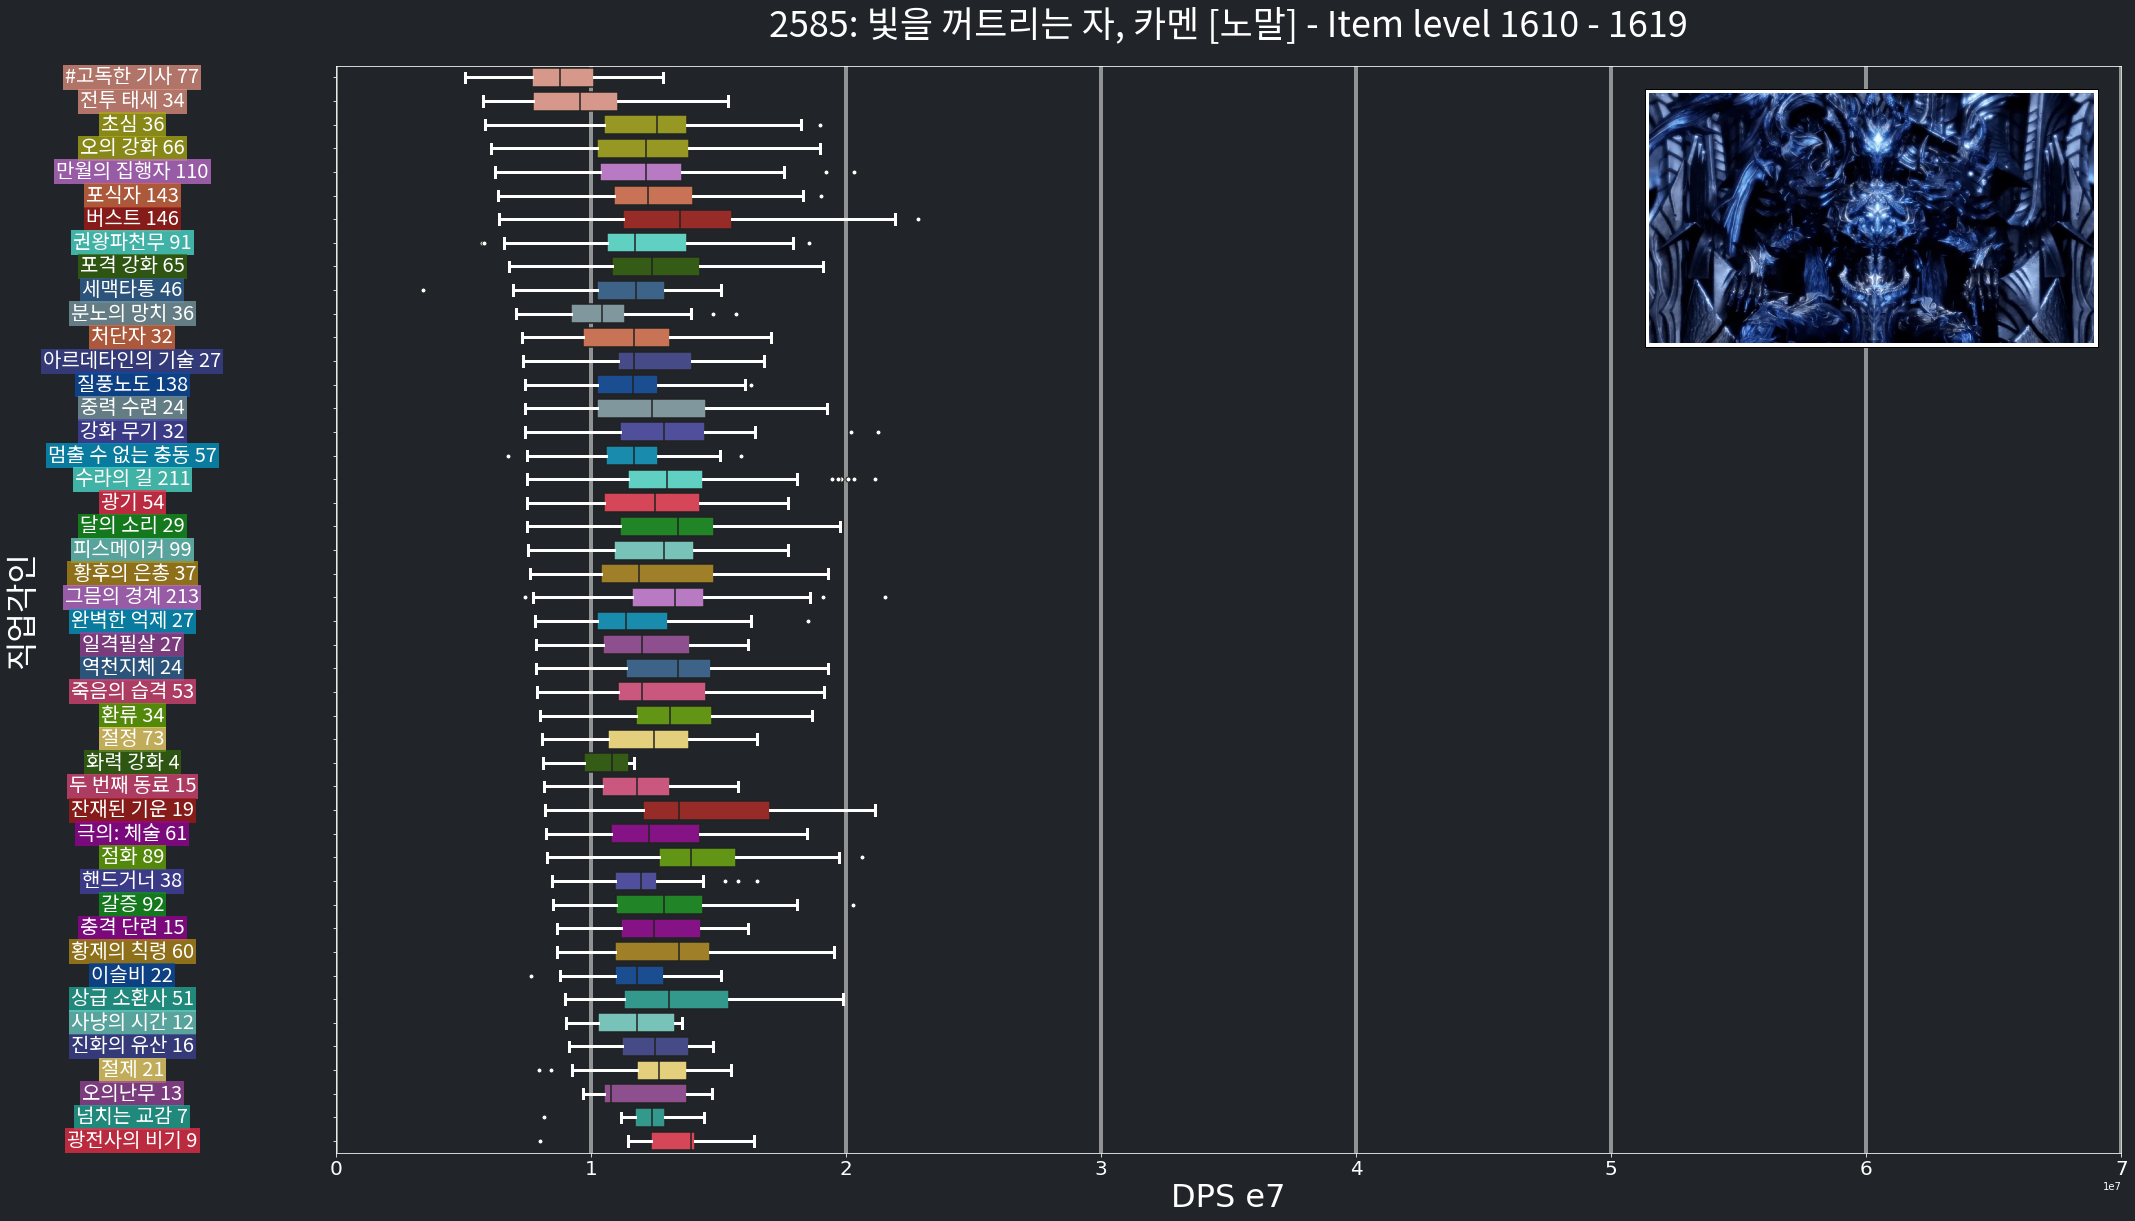 2585: 빛을 꺼트리는 자, 카멘 [노말] - Item level 1610 - 1619
직업각인
#고독한 기사 77
전투 태세 34
초심 36
오의 강화 66
만월의 집행자 110
포식자 143
버스트 146
권왕파천무 91
포격 강화 65
세맥타통 46
분노의 망치 36
처단자 32
아르데타인의 기술 27
질풍노도 138
중력 수련 24
강화 무기 32
멈출 수 없는 충동 57
수라의 길 211
광기 54
달의 소리 29
피스메이커 99
황후의 은총 37
그믐의 경계 213
완벽한 억제 27
일격필살 27
역천지체 24
죽음의 습격 53
환류 34
절정 73
화력 강화 4
두 번째 동료 15
잔재된 기운 19
극의: 체술 61
점화 89
핸드거너 38
갈증 92
충격 단련 15
황제의 칙령 60
이슬비 22
상급 소환사 51
사냥의 시간 12
진화의 유산 16
절제 21
오의난무 13
넘치는 교감 7
광전사의 비기 9
0 1 2 3 4 5 6 7
1e7
DPS e7